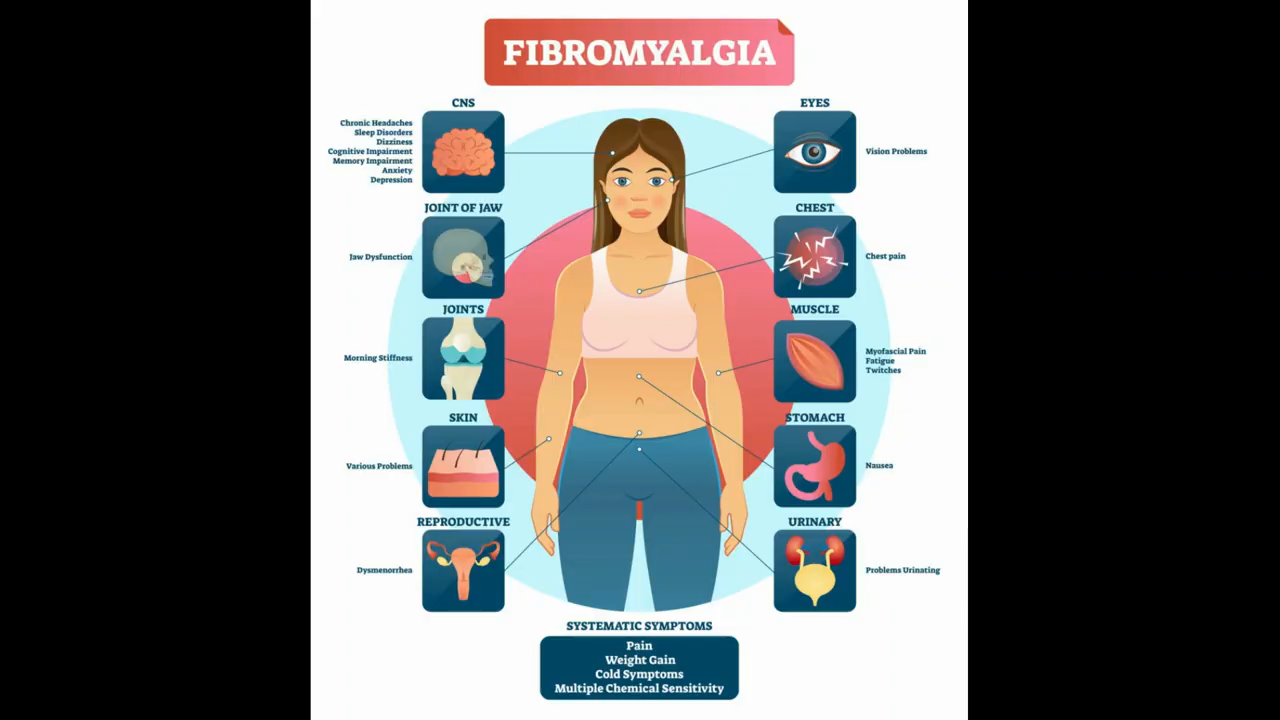 FIBROMYALGIA
CNS
Chronic Headaches
Sleep Disorders
Dizziness
Cognitive Impairment
Memory Impairment
Anxiety
Depression
JOINT OF JAW
Jaw Dysfunction
JOINTS
Morning Stiffness
SKIN
Various Problems
REPRODUCTIVE
Dysmenorrhea
EYES
Vision Problems
CHEST
Chest pain
MUSCLE
Myofascial Pain
Fatigue
Twitches
STOMACH
Nausea
URINARY
Problems Urinating
SYSTEMATIC SYMPTOMS
Pain
Weight Gain
Cold Symptoms
Multiple Chemical Sensitivity